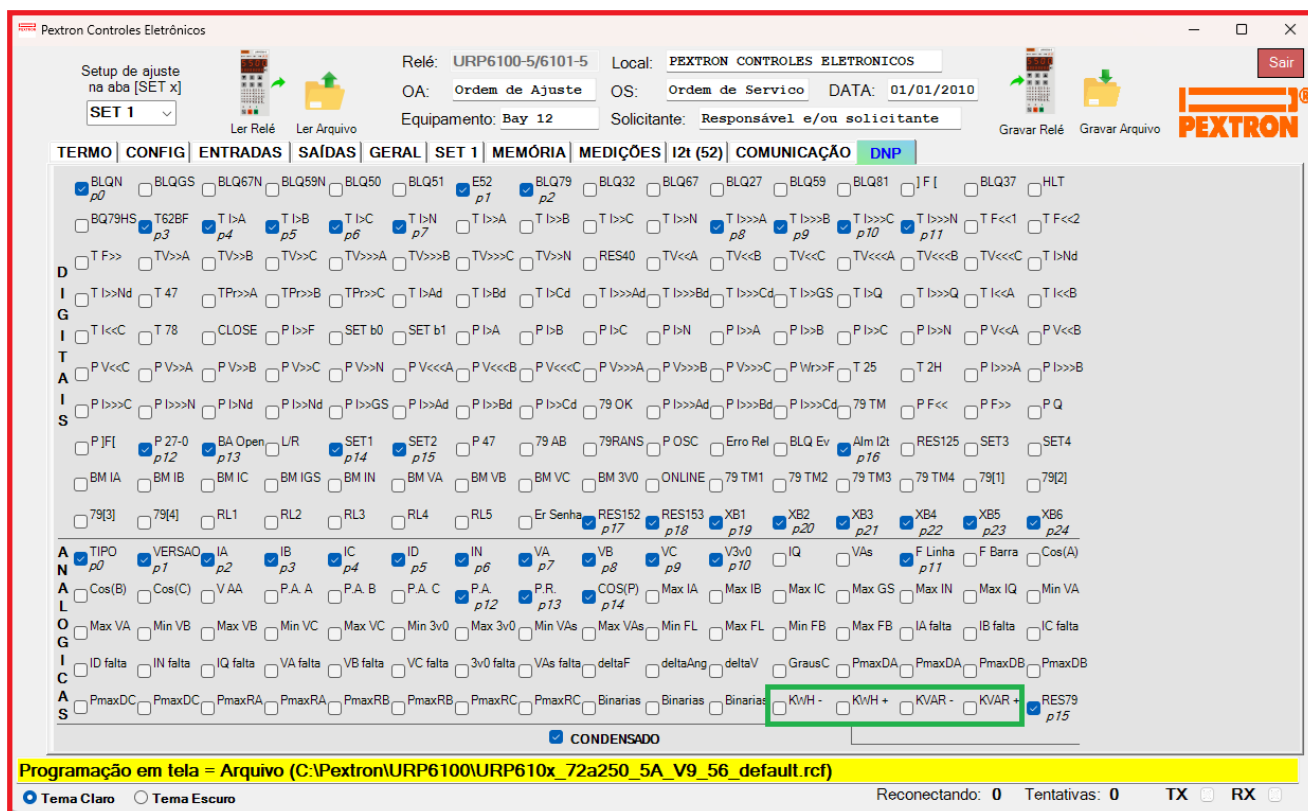 Pextron Controles Eletrônicos
Setup de ajuste
na aba [SET x]
SET 1
Ler Relé
Ler Arquivo
Relé: URP6100-5/6101-5 Local: PEXTRON CONTROLES ELETRONICOS
OA: Ordem de Ajuste OS: Ordem de Servico DATA: 01/01/2010
Equipamento: Bay 12 Solicitante: Responsável e/ou solicitante
Gravar Relé
Gravar Arquivo
Sair
PEXTRON®
TERMO CONFIG ENTRADAS SAÍDAS GERAL SET 1 MEMÓRIA MEDIÇÕES I2t (52) COMUNICAÇÃO DNP
DIGITAIS
BLQN BLQGS BLQ67N BLQ59N BLQ50 BLQ51 E52 BLQ79 BLQ32 BLQ67 BLQ27 BLQ59 BLQ81 ]F[ BLQ37 HLT
p0 p1 p2
BQ79HS T62BF T I>A T I>B T I>C T I>N T I>>A T I>>B T I>>C T I>>N T I>>>A T I>>>B T I>>>C T I>>>N T F<<1 T F<<2
p3 p4 p5 p6 p7 p8 p9 p10 p11
T F>> TV>>A TV>>B TV>>C TV>>>A TV>>>B TV>>>C TV>>N RES40 TV<<A TV<<B TV<<C TV<<<A TV<<<B TV<<<C T I>Nd
T I>>Nd T 47 TPr>>A TPr>>B TPr>>C T I>Ad T I>Bd T I>Cd T I>>>Ad T I>>>Bd T I>>>Cd T I>>GS T I>Q T I>>>Q T I<<A T I<<B
T I<<C T 78 CLOSE P I>>F SET b0 SET b1 P I>A P I>B P I>C P I>N P I>>A P I>>B P I>>C P I>>N P V<<A P V<<B
P V<<C P V>>A P V>>B P V>>C P V>>N P V<<<A P V<<<B P V<<<C P V>>>A P V>>>B P V>>>C P Wr>>F T 25 T 2H P I>>>A P I>>>B
P I>>>C P I>>>N P I>Nd P I>>Nd P I>>GS P I>>Ad P I>>Bd P I>>Cd 79 OK P I>>>Ad P I>>>Bd P I>>>Cd 79 TM P F<< P F>> P Q
P ]F[ P 27-0 BA Open L/R SET1 SET2 P 47 79 AB 79RANS P OSC Erro Rel BLQ Ev Alm I2t RES125 SET3 SET4
p12 p13 p14 p15 p16
BM IA BM IB BM IC BM IGS BM IN BM VA BM VB BM VC BM 3V0 ONLINE 79 TM1 79 TM2 79 TM3 79 TM4 79[1] 79[2]
79[3] 79[4] RL1 RL2 RL3 RL4 RL5 Er Senha RES152 RES153 XB1 XB2 XB3 XB4 XB5 XB6
p17 p18 p19 p20 p21 p22 p23 p24
ANALOGICAS
TIPO VERSAO IA IB IC ID IN VA VB VC V3v0 IQ VAs F Linha F Barra Cos(A)
p0 p1 p2 p3 p4 p5 p6 p7 p8 p9 p10 p11
Cos(B) Cos(C) V AA P.A. A P.A. B P.A. C P.A. P.R. COS(P) Max IA Max IB Max IC Max GS Max IN Max IQ Min VA
p12 p13 p14
Max VA Min VB Max VB Min VC Max VC Min 3v0 Max 3v0 Min VAs Max VAs Min FL Max FL Min FB Max FB IA falta IB falta IC falta
ID falta IN falta IQ falta VA falta VB falta VC falta 3v0 falta VAs falta deltaF deltaAng deltaV GrausC PmaxDA PmaxDA PmaxDB PmaxDB
PmaxDC PmaxDC PmaxRA PmaxRA PmaxRB PmaxRB PmaxRC PmaxRC Binarias Binarias Binarias KWH - KWH + KVAR - KVAR + RES79
p15
CONDENSADO
Programação em tela = Arquivo (C:\Pextron\URP6100\URP610x_72a250_5A_V9_56_default.rcf)
Tema Claro Tema Escuro Reconectando: 0 Tentativas: 0 TX RX